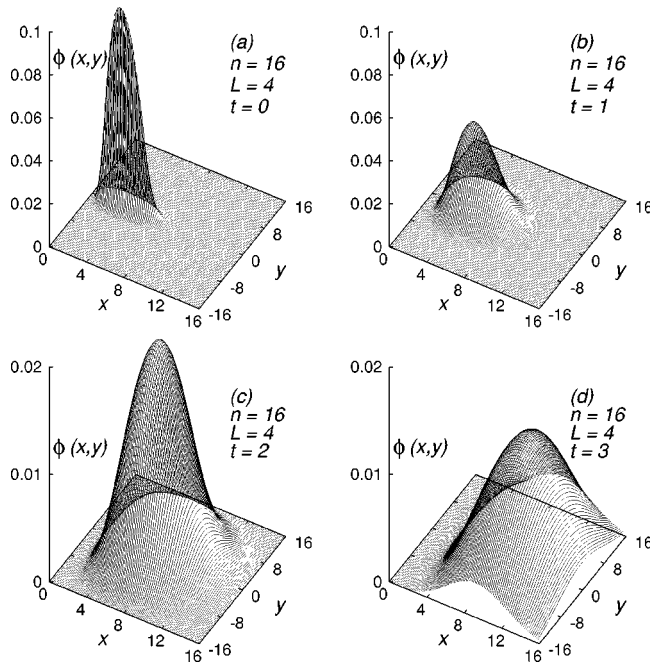 0.1
0.08
0.06
0.04
0.02
0
ϕ (x,y)
(a)
n = 16
L = 4
t = 0
4
8
12
16
x
-16
-8
0
8
16
y
0.1
0.08
0.06
0.04
0.02
0
ϕ (x,y)
(b)
n = 16
L = 4
t = 1
4
8
12
16
x
-16
-8
0
8
16
y
0.02
0.01
0
ϕ (x,y)
(c)
n = 16
L = 4
t = 2
0
4
8
12
16
x
-16
-8
0
8
16
y
0.02
0.01
0
ϕ (x,y)
(d)
n = 16
L = 4
t = 3
0
4
8
12
16
x
-16
-8
0
8
16
y